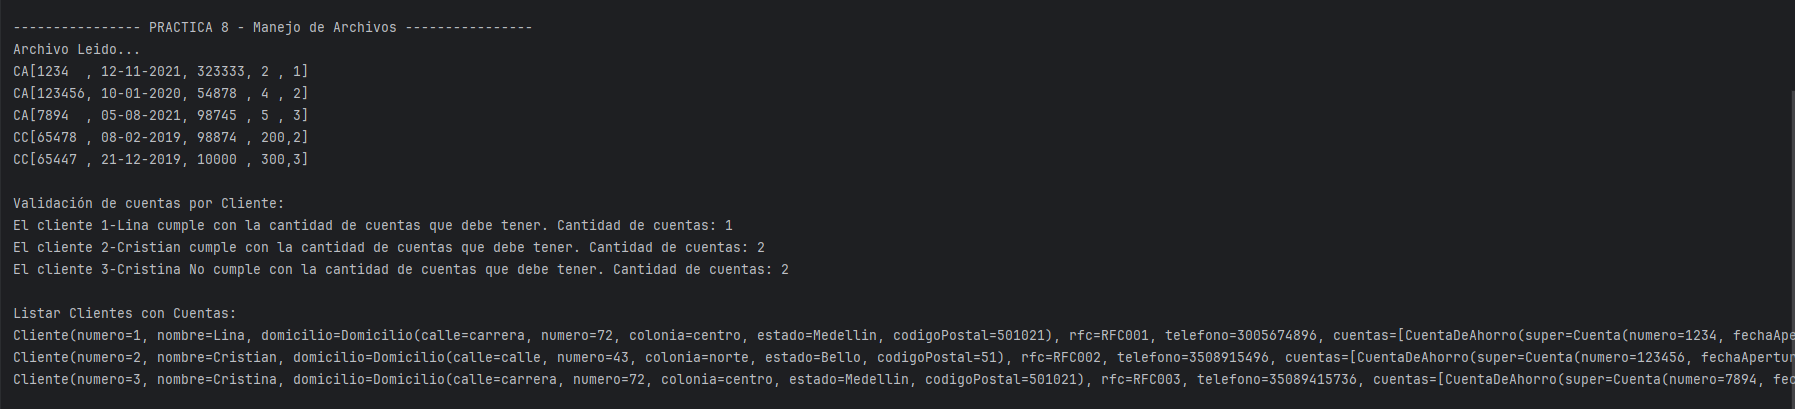 ---------------- PRACTICA 8 - Manejo de Archivos ----------------
Archivo Leido...
CA[1234  , 12-11-2021, 323333, 2 , 1]
CA[123456, 10-01-2020, 54878 , 4 , 2]
CA[7894  , 05-08-2021, 98745 , 5 , 3]
CC[65478 , 08-02-2019, 98874 , 200,2]
CC[65447 , 21-12-2019, 10000 , 300,3]
Validación de cuentas por Cliente:
El cliente 1-Lina cumple con la cantidad de cuentas que debe tener. Cantidad de cuentas: 1
El cliente 2-Cristian cumple con la cantidad de cuentas que debe tener. Cantidad de cuentas: 2
El cliente 3-Cristina No cumple con la cantidad de cuentas que debe tener. Cantidad de cuentas: 2
Listar Clientes con Cuentas:
Cliente(numero=1, nombre=Lina, domicilio=Domicilio(calle=carrera, numero=72, colonia=centro, estado=Medellin, codigoPostal=501021), rfc=RFC001, telefono=3005674896, cuentas=[CuentaDeAhorro(super=Cuenta(numero=1234, fechaApe
Cliente(numero=2, nombre=Cristian, domicilio=Domicilio(calle=calle, numero=43, colonia=norte, estado=Bello, codigoPostal=51), rfc=RFC002, telefono=3508915496, cuentas=[CuentaDeAhorro(super=Cuenta(numero=123456, fechaApertur
Cliente(numero=3, nombre=Cristina, domicilio=Domicilio(calle=carrera, numero=72, colonia=centro, estado=Medellin, codigoPostal=501021), rfc=RFC003, telefono=35089415736, cuentas=[CuentaDeAhorro(super=Cuenta(numero=7894, fec